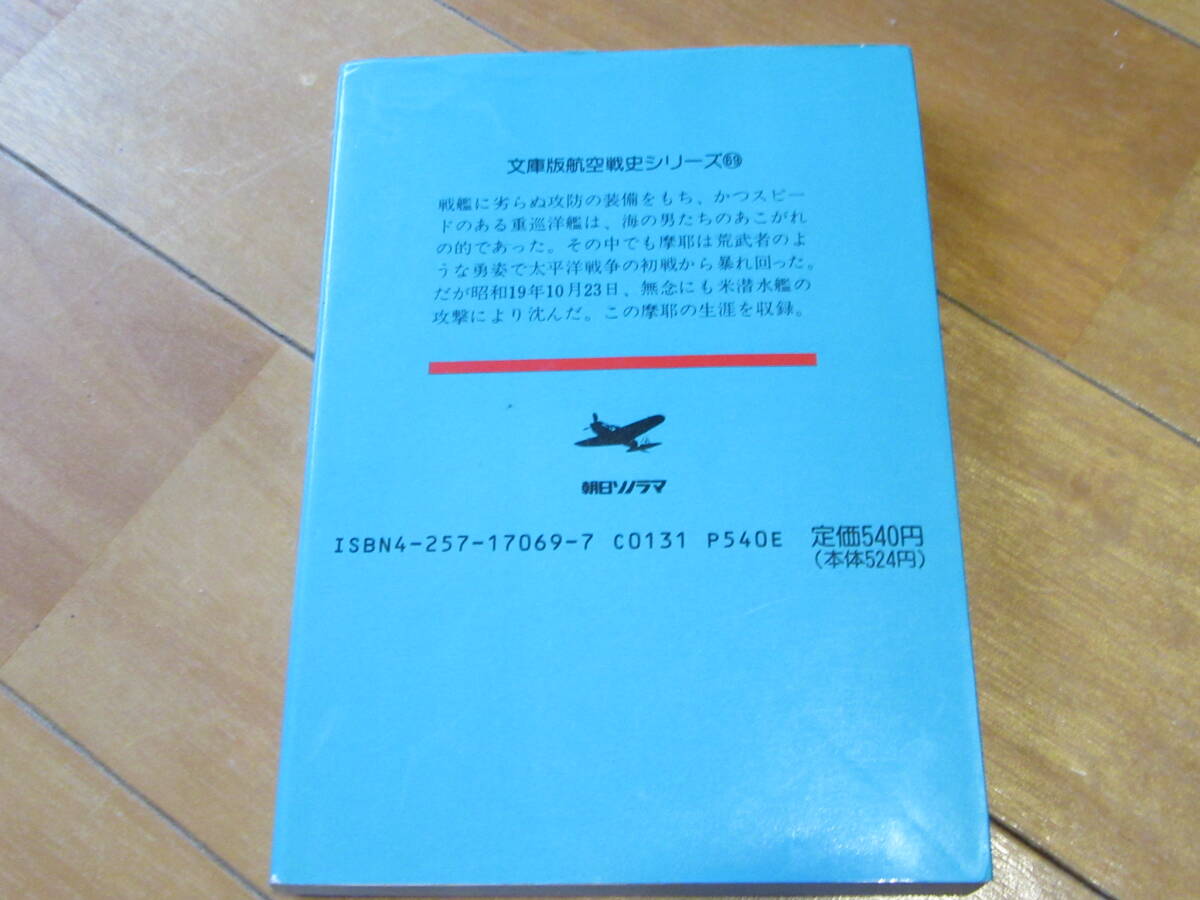 文庫版航空戦史シリーズ69
戦艦に劣らぬ攻防の装備をもち、かつスピー
ドのある重巡洋艦は、海の男たちのあこがれ
の的であった。その中でも摩耶は荒武者のよ
うな勇姿で太平洋戦争の初戦から暴れ回った。
だが昭和19年10月23日、無念にも米潜水艦の
攻撃により沈んだ。この摩耶の生涯を収録。
朝日ソノラマ
ISBN4-257-17069-7 C0131 P540E 定価540円
(本体524円)